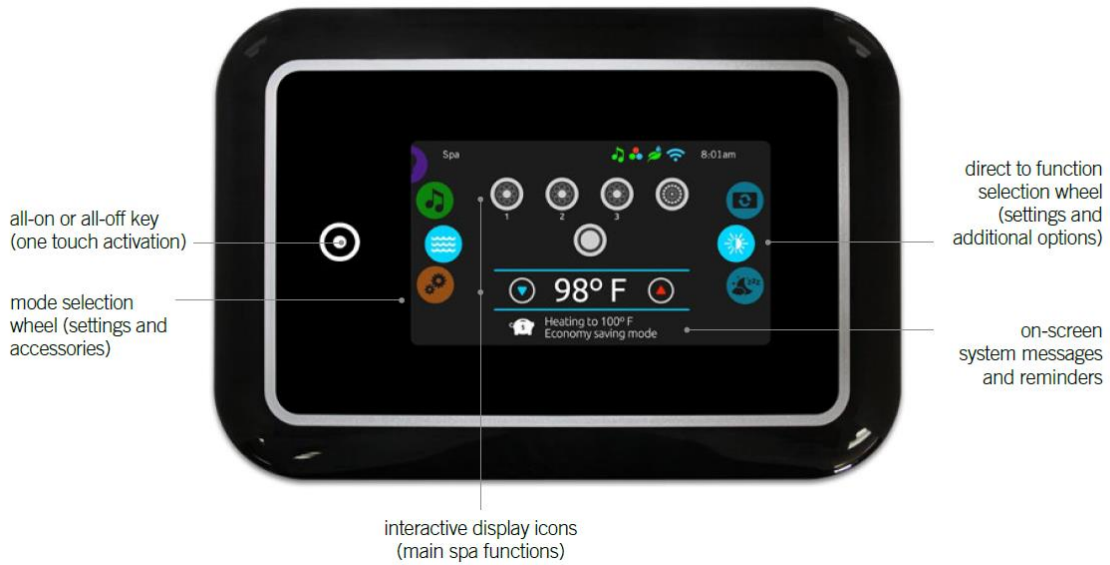 Spa
8:01am
1 2 3
98° F
Heating to 100° F
Economy saving mode
all-on or all-off key
(one touch activation)
mode selection
wheel (settings and
accessories)
direct to function
selection wheel
(settings and
additional options)
on-screen
system messages
and reminders
interactive display icons
(main spa functions)